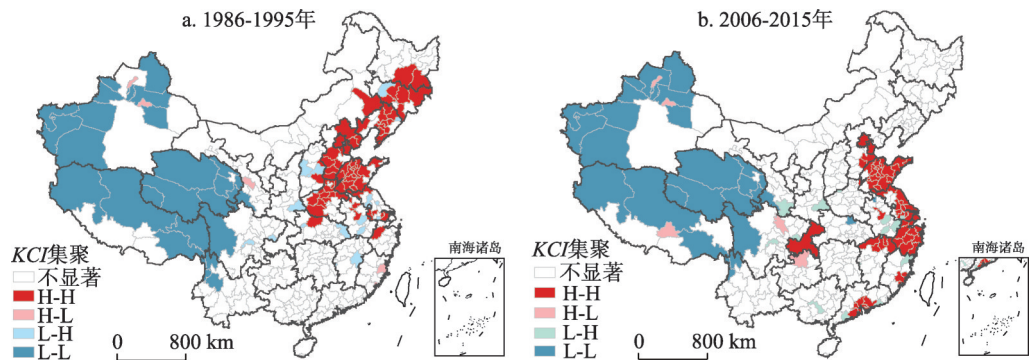 a. 1986-1995年
KCI集聚
不显著
H-H
H-L
L-H
L-L
0 800 km
南海诸岛
b. 2006-2015年
KCI集聚
不显著
H-H
H-L
L-H
L-L
0 800 km
南海诸岛